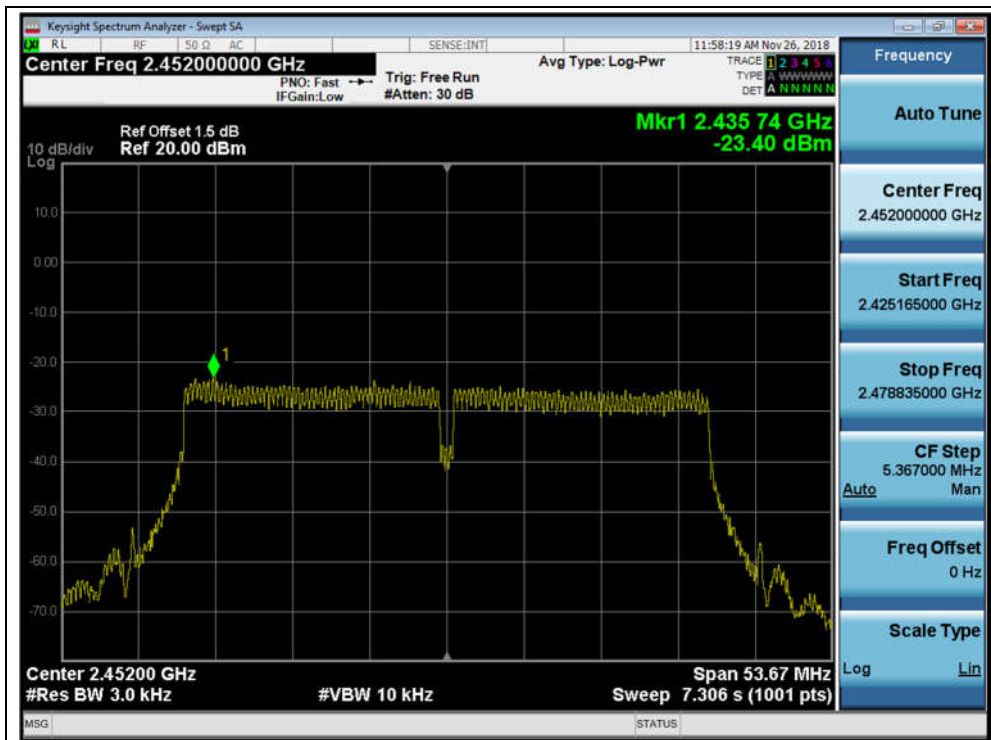 Keysight Spectrum Analyzer - Swept SA
LXI RL RF 50 Ω AC SENSE:INT 11:58:19 AM Nov 26, 2018
Center Freq 2.452000000 GHz
PNO: Fast
IFGain:Low
Trig: Free Run
#Atten: 30 dB
Avg Type: Log-Pwr
TRACE 1 2 3 4 5 6
TYPE A WWWWW
DET A N N N N N
Mkr1 2.435 74 GHz
-23.40 dBm
Ref Offset 1.5 dB
10 dB/div Ref 20.00 dBm
Log
10.0
0.00
-10.0
1
-20.0
-30.0
-40.0
-50.0
-60.0
-70.0
Center 2.45200 GHz Span 53.67 MHz
#Res BW 3.0 kHz #VBW 10 kHz Sweep 7.306 s (1001 pts)
MSG STATUS
Frequency
Auto Tune
Center Freq
2.452000000 GHz
Start Freq
2.425165000 GHz
Stop Freq
2.478835000 GHz
CF Step
5.367000 MHz
Auto Man
Freq Offset
0 Hz
Scale Type
Log Lin